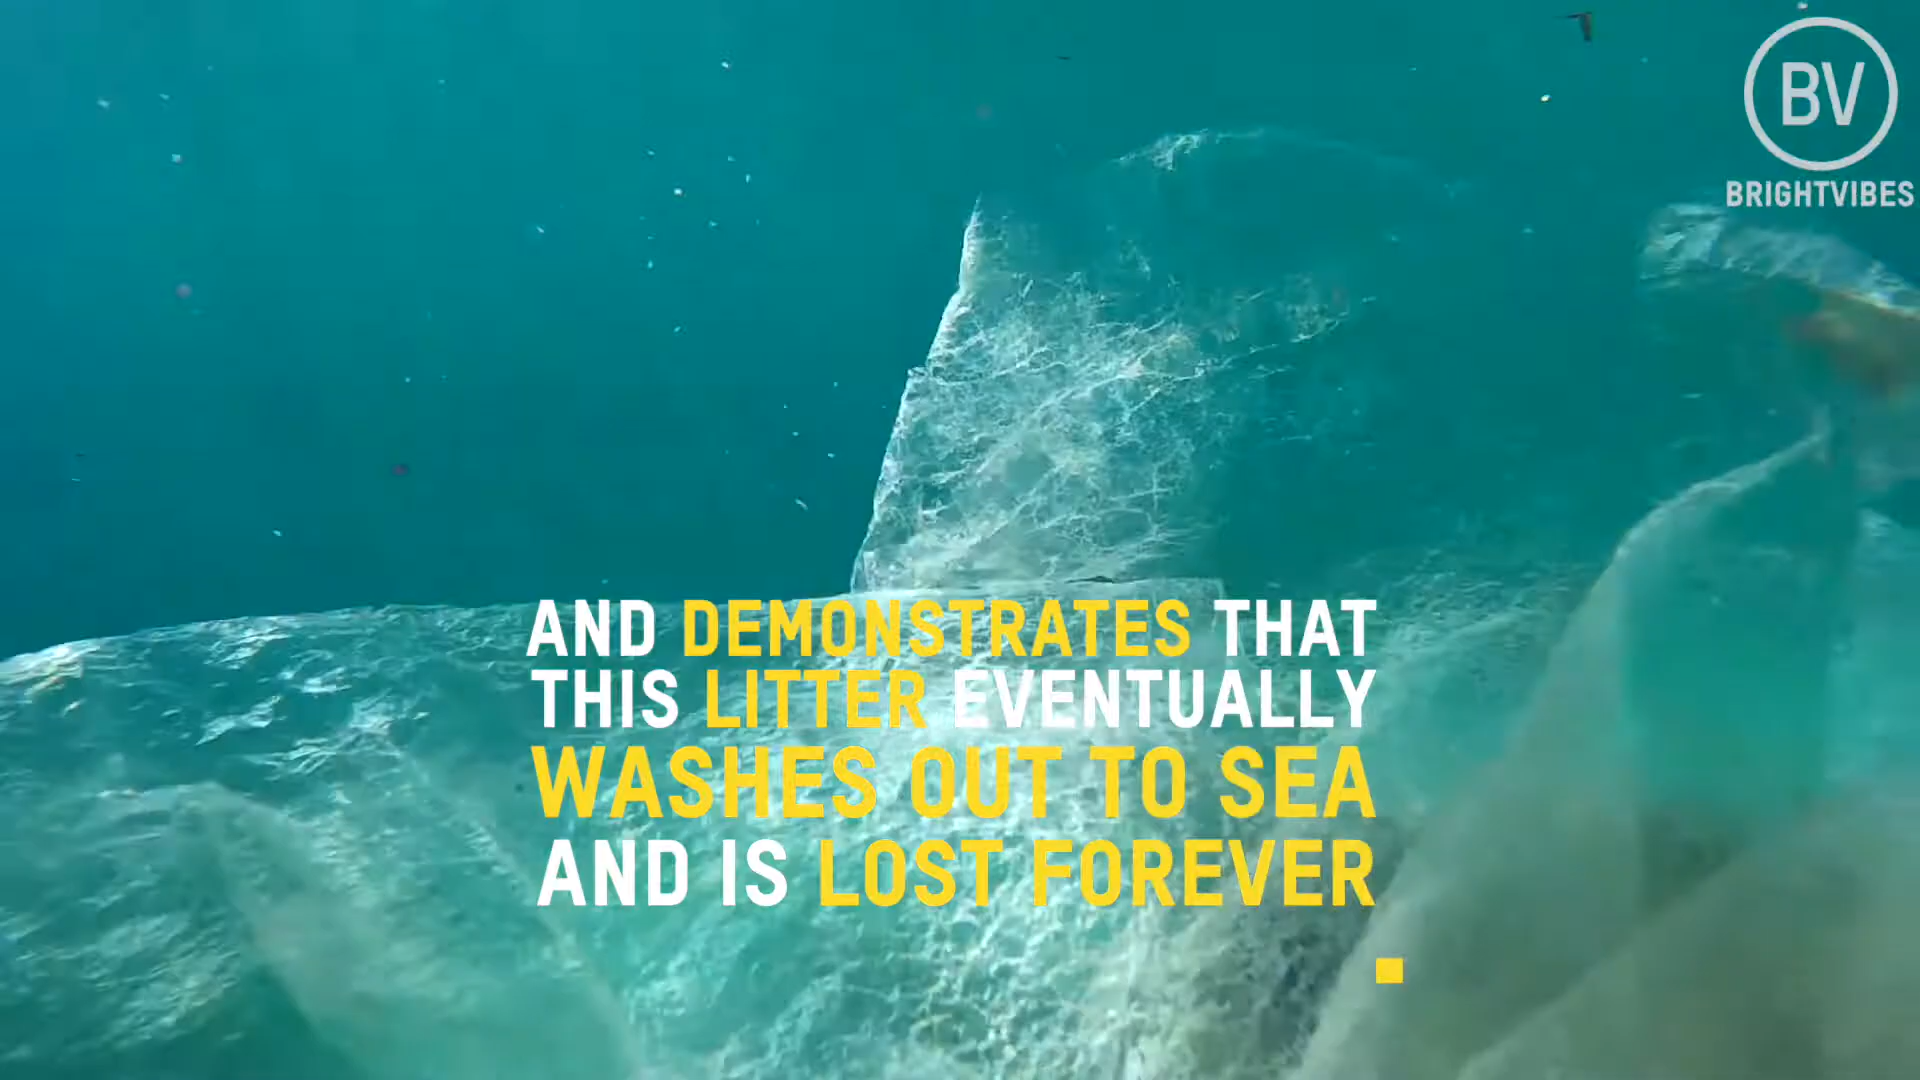 BV
BRIGHTVIBES
AND DEMONSTRATES THAT
THIS LITTER EVENTUALLY
WASHES OUT TO SEA
AND IS LOST FOREVER